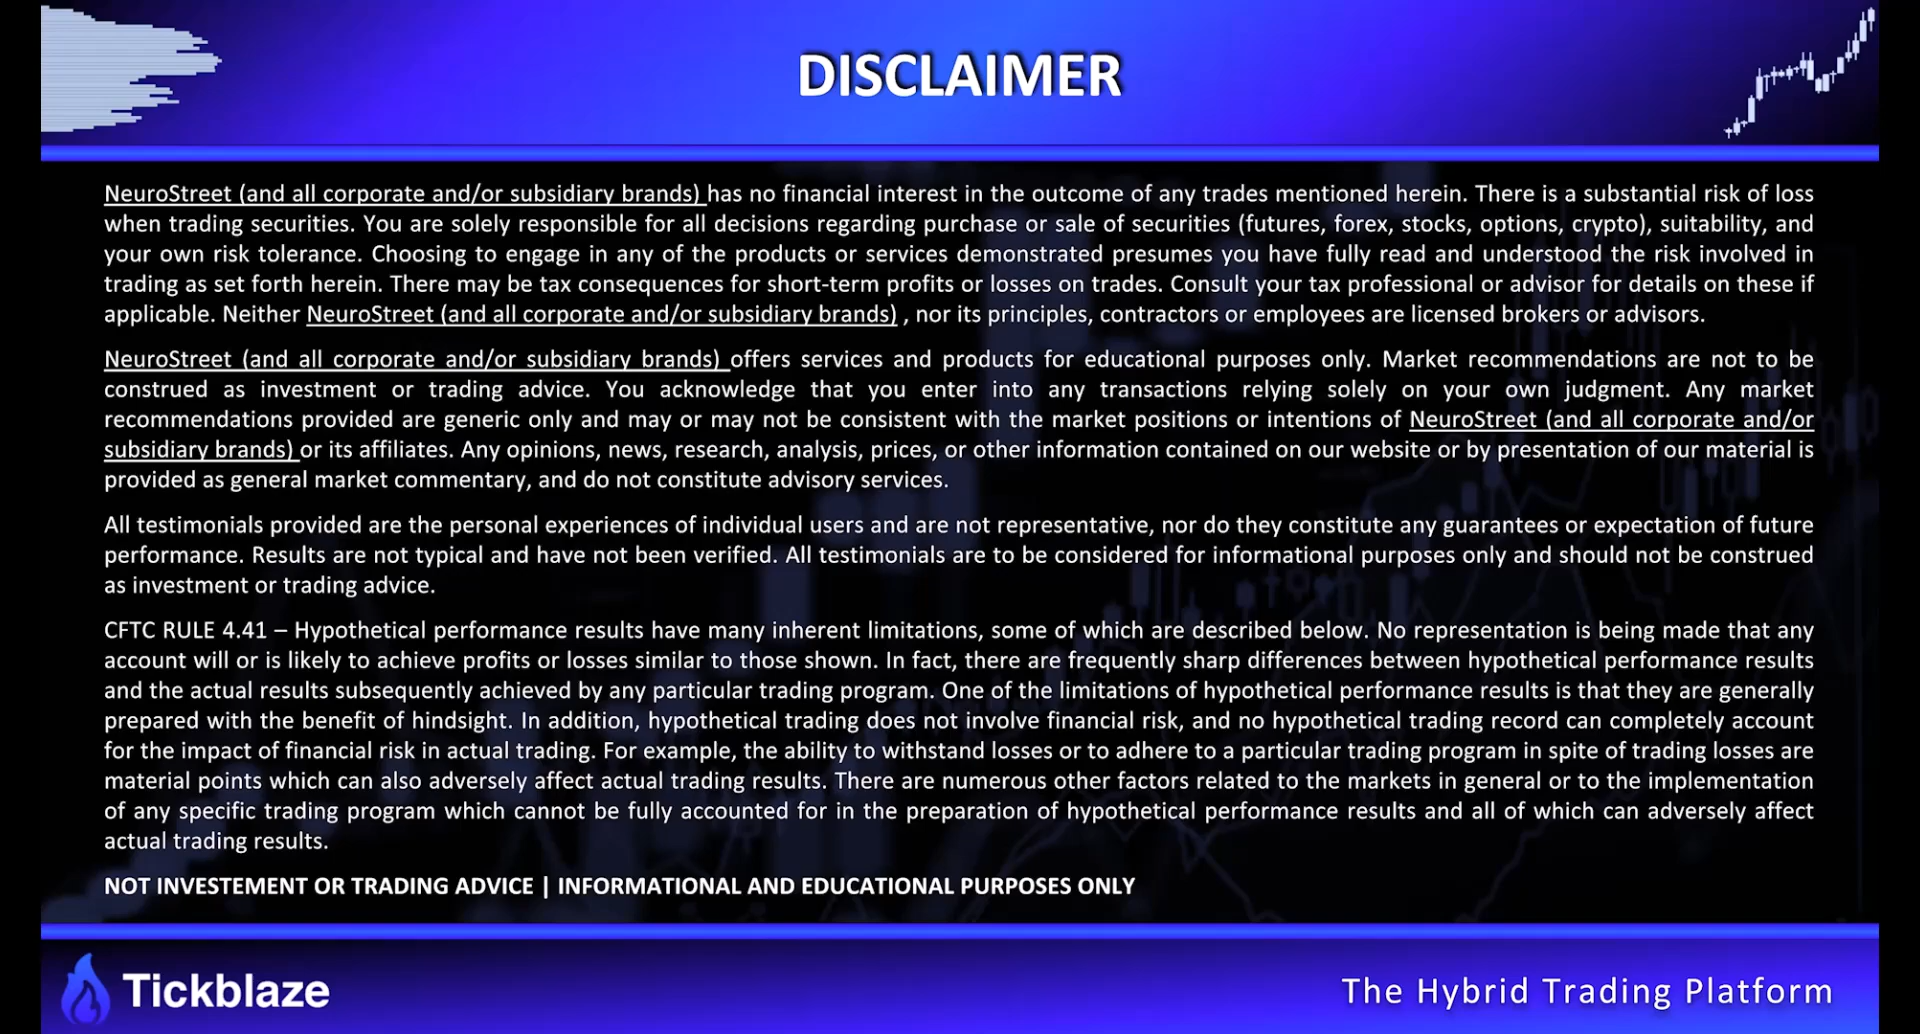 DISCLAIMER
NeuroStreet (and all corporate and/or subsidiary brands) has no financial interest in the outcome of any trades mentioned herein. There is a substantial risk of loss
when trading securities. You are solely responsible for all decisions regarding purchase or sale of securities (futures, forex, stocks, options, crypto), suitability, and
your own risk tolerance. Choosing to engage in any of the products or services demonstrated presumes you have fully read and understood the risk involved in
trading as set forth herein. There may be tax consequences for short-term profits or losses on trades. Consult your tax professional or advisor for details on these if
applicable. Neither NeuroStreet (and all corporate and/or subsidiary brands) , nor its principles, contractors or employees are licensed brokers or advisors.
NeuroStreet (and all corporate and/or subsidiary brands) offers services and products for educational purposes only. Market recommendations are not to be
construed as investment or trading advice. You acknowledge that you enter into any transactions relying solely on your own judgment. Any market
recommendations provided are generic only and may or may not be consistent with the market positions or intentions of NeuroStreet (and all corporate and/or
subsidiary brands) or its affiliates. Any opinions, news, research, analysis, prices, or other information contained on our website or by presentation of our material is
provided as general market commentary, and do not constitute advisory services.
All testimonials provided are the personal experiences of individual users and are not representative, nor do they constitute any guarantees or expectation of future
performance. Results are not typical and have not been verified. All testimonials are to be considered for informational purposes only and should not be construed
as investment or trading advice.
CFTC RULE 4.41 – Hypothetical performance results have many inherent limitations, some of which are described below. No representation is being made that any
account will or is likely to achieve profits or losses similar to those shown. In fact, there are frequently sharp differences between hypothetical performance results
and the actual results subsequently achieved by any particular trading program. One of the limitations of hypothetical performance results is that they are generally
prepared with the benefit of hindsight. In addition, hypothetical trading does not involve financial risk, and no hypothetical trading record can completely account
for the impact of financial risk in actual trading. For example, the ability to withstand losses or to adhere to a particular trading program in spite of trading losses are
material points which can also adversely affect actual trading results. There are numerous other factors related to the markets in general or to the implementation
of any specific trading program which cannot be fully accounted for in the preparation of hypothetical performance results and all of which can adversely affect
actual trading results.
NOT INVESTEMENT OR TRADING ADVICE | INFORMATIONAL AND EDUCATIONAL PURPOSES ONLY
Tickblaze
The Hybrid Trading Platform